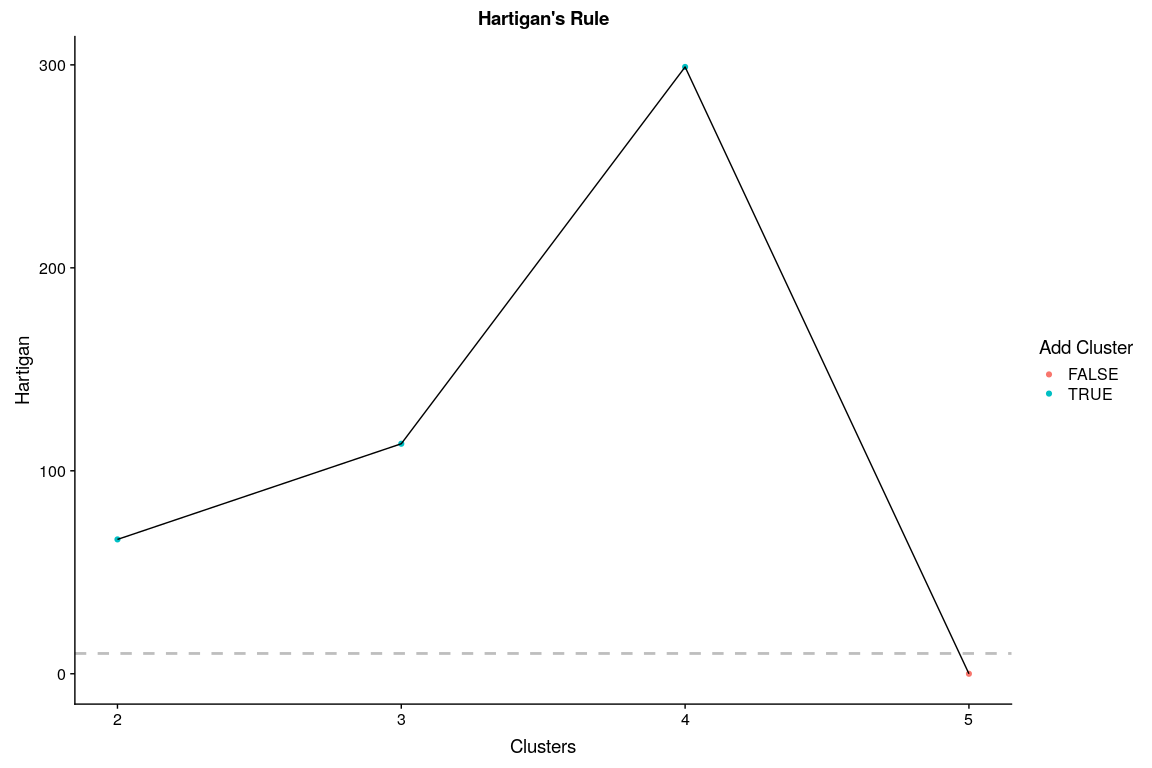 Hartigan's Rule
300
200
100
0
Hartigan
2
3
4
5
Clusters
Add Cluster
FALSE
TRUE